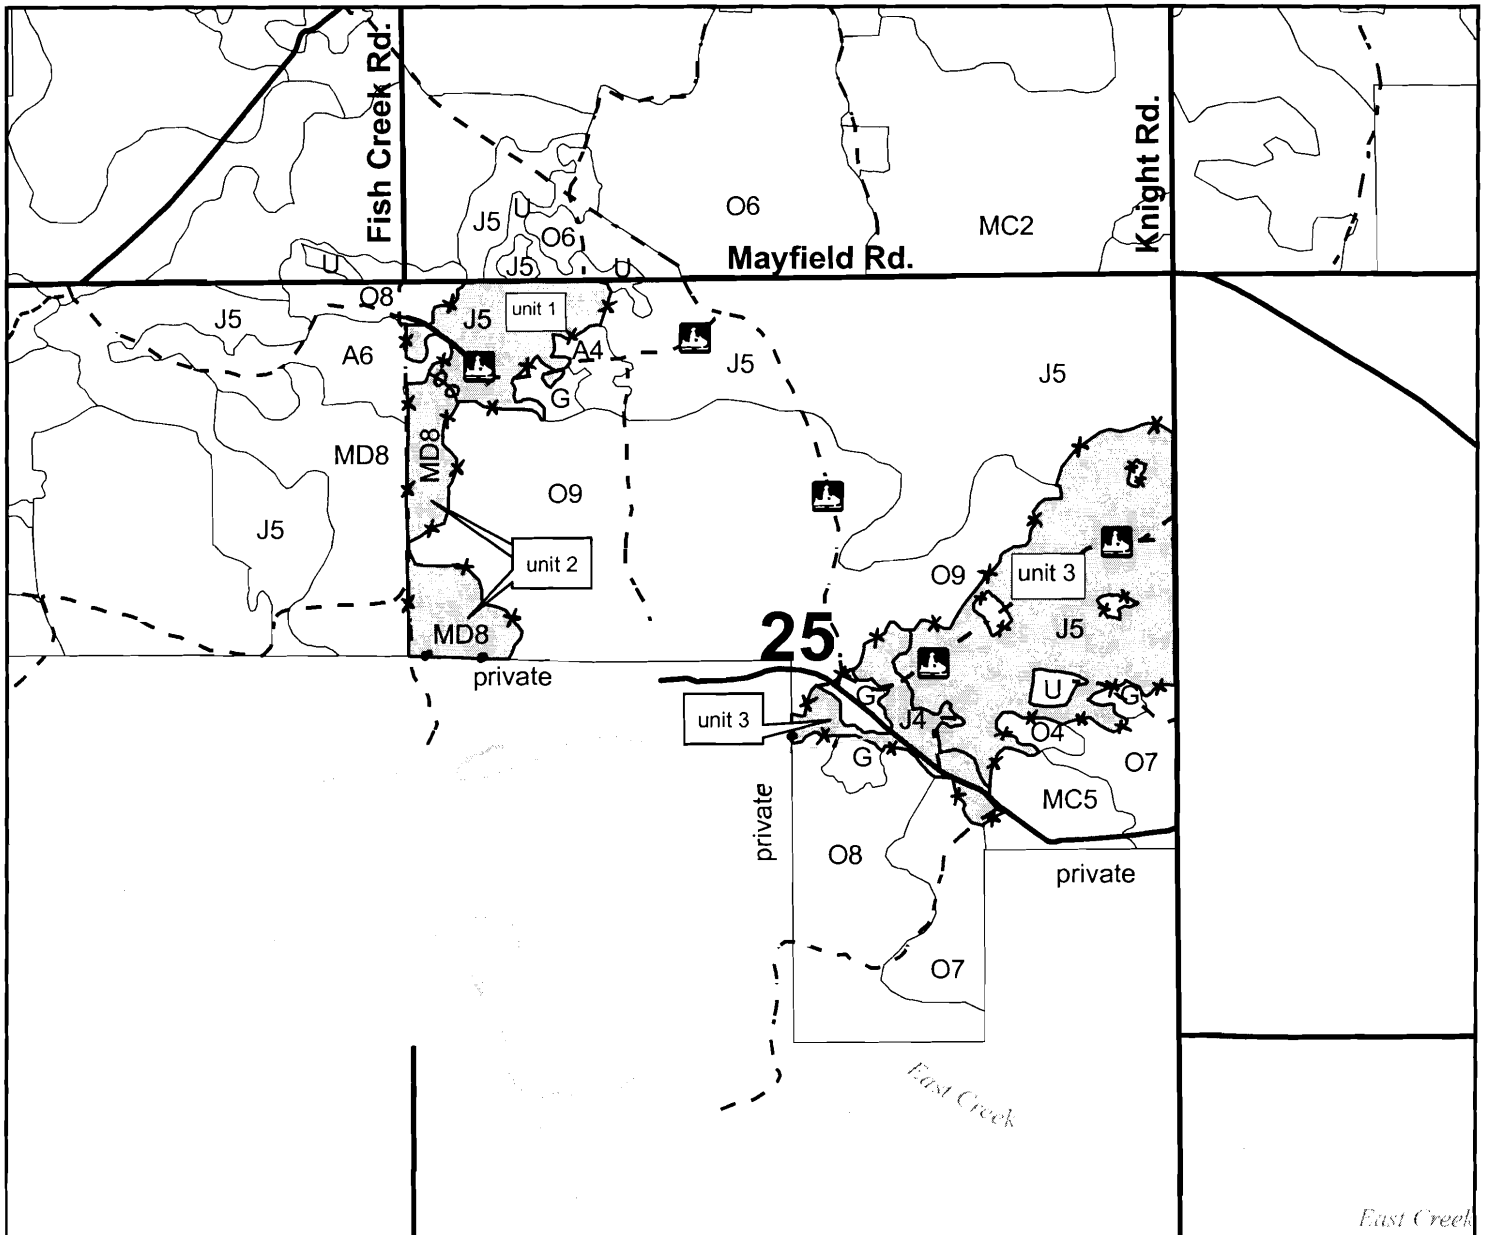 Fish Creek Rd.
Knight Rd.
J5
U
O6
O6
MC2
J5
U
U
Mayfield Rd.
O8
J5
J5
unit 1
A6
A4
J5
J5
G
MD8
MD8
O9
J5
unit 2
O9
unit 3
MD8
25
J5
private
U
G
G
unit 3
J4
O4
G
O7
MC5
private
O8
private
O7
East Creek
East Creek